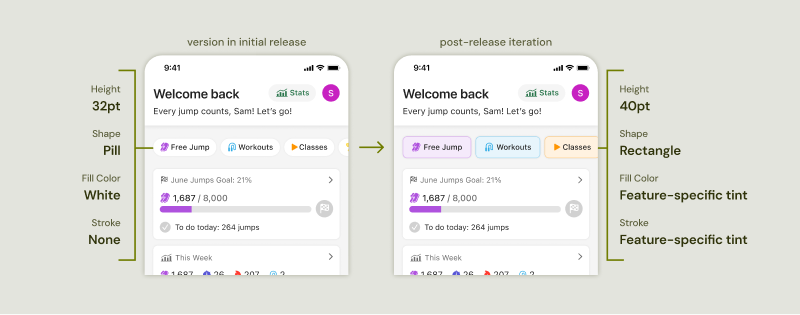 version in initial release
post-release iteration
Height
32pt
Shape
Pill
Fill Color
White
Stroke
None
9:41
Welcome back
Stats
S
Every jump counts, Sam! Let's go!
Free Jump
Workouts
Classes
June Jumps Goal: 21%
1,687 / 8,000
To do today: 264 jumps
This Week
1,687
26
207
2
9:41
Welcome back
Stats
S
Every jump counts, Sam! Let's go!
Free Jump
Workouts
Classes
June Jumps Goal: 21%
1,687 / 8,000
To do today: 264 jumps
This Week
1,687
26
207
2
Height
40pt
Shape
Rectangle
Fill Color
Feature-specific tint
Stroke
Feature-specific tint